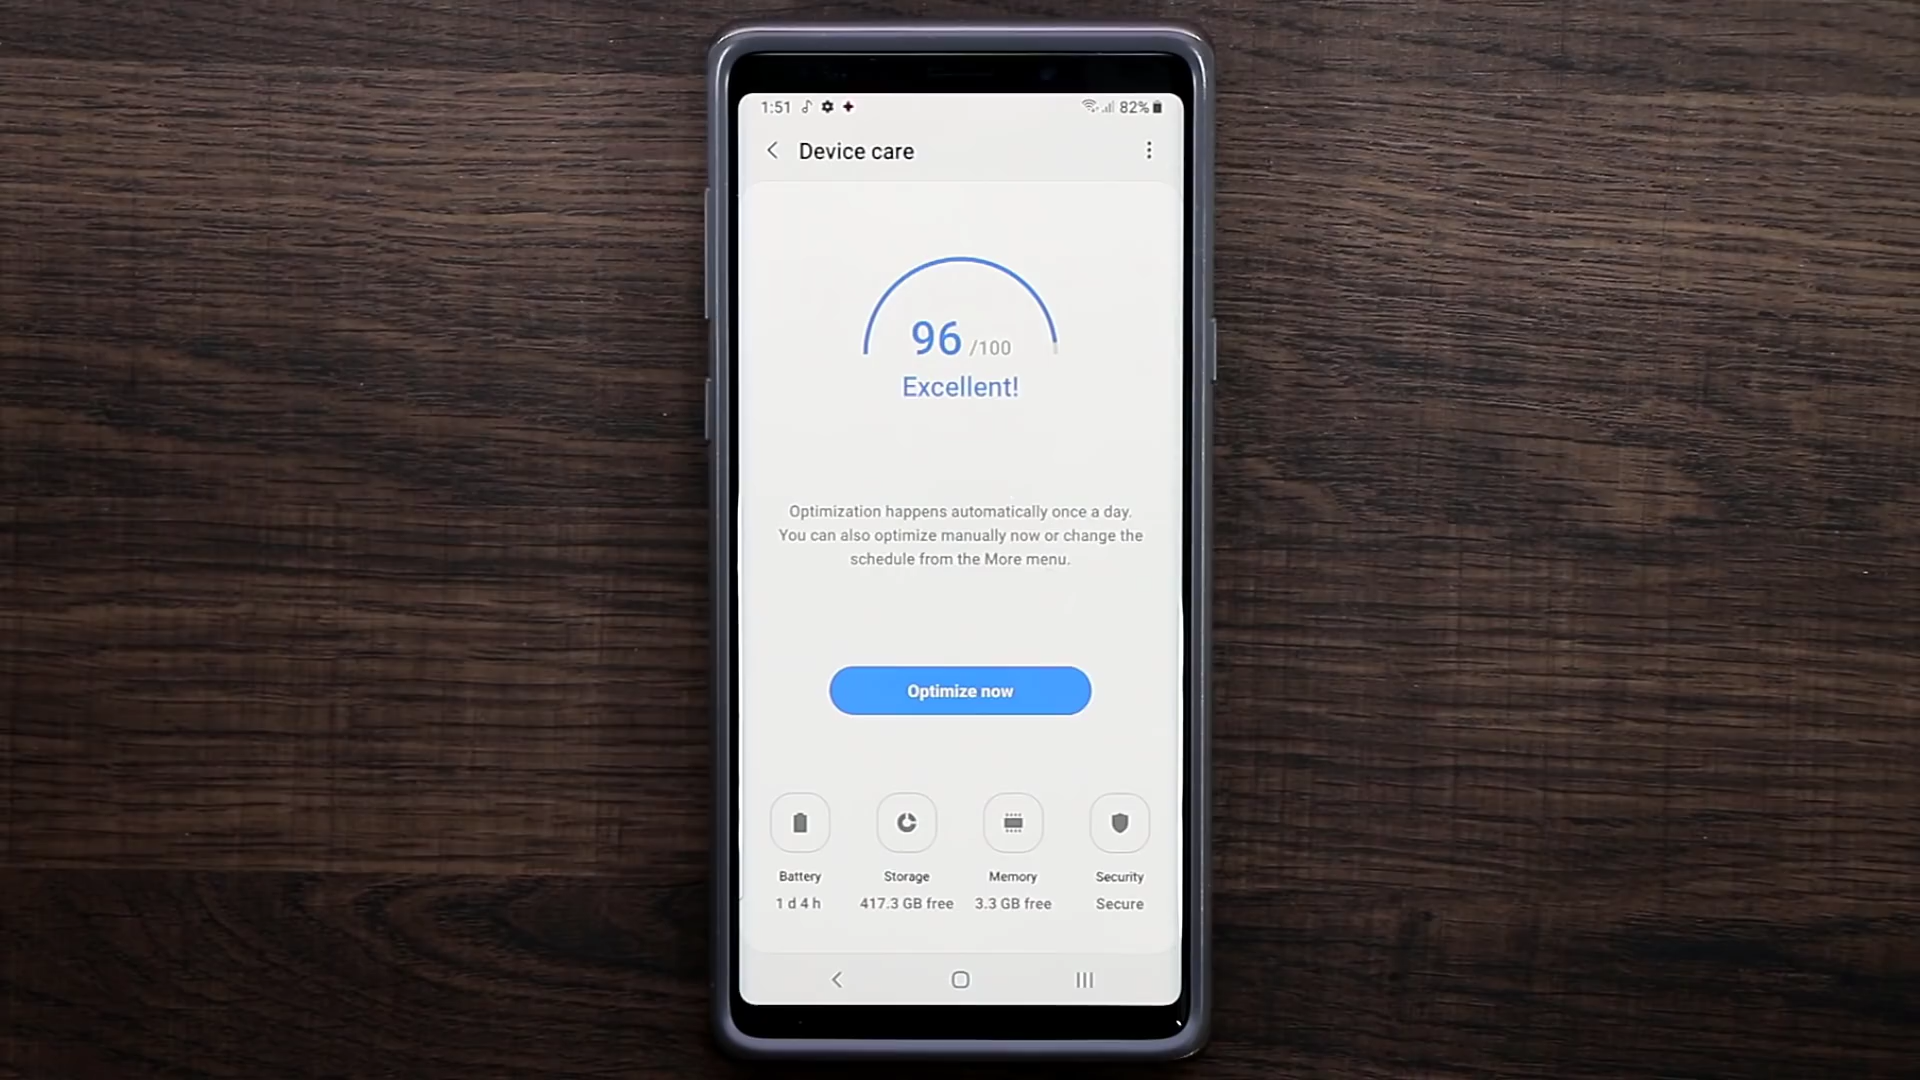 1:51 82%
Device care
96 /100
Excellent!
Optimization happens automatically once a day.
You can also optimize manually now or change the
schedule from the More menu.
Optimize now
Battery Storage Memory Security
1 d 4 h 417.3 GB free 3.3 GB free Secure